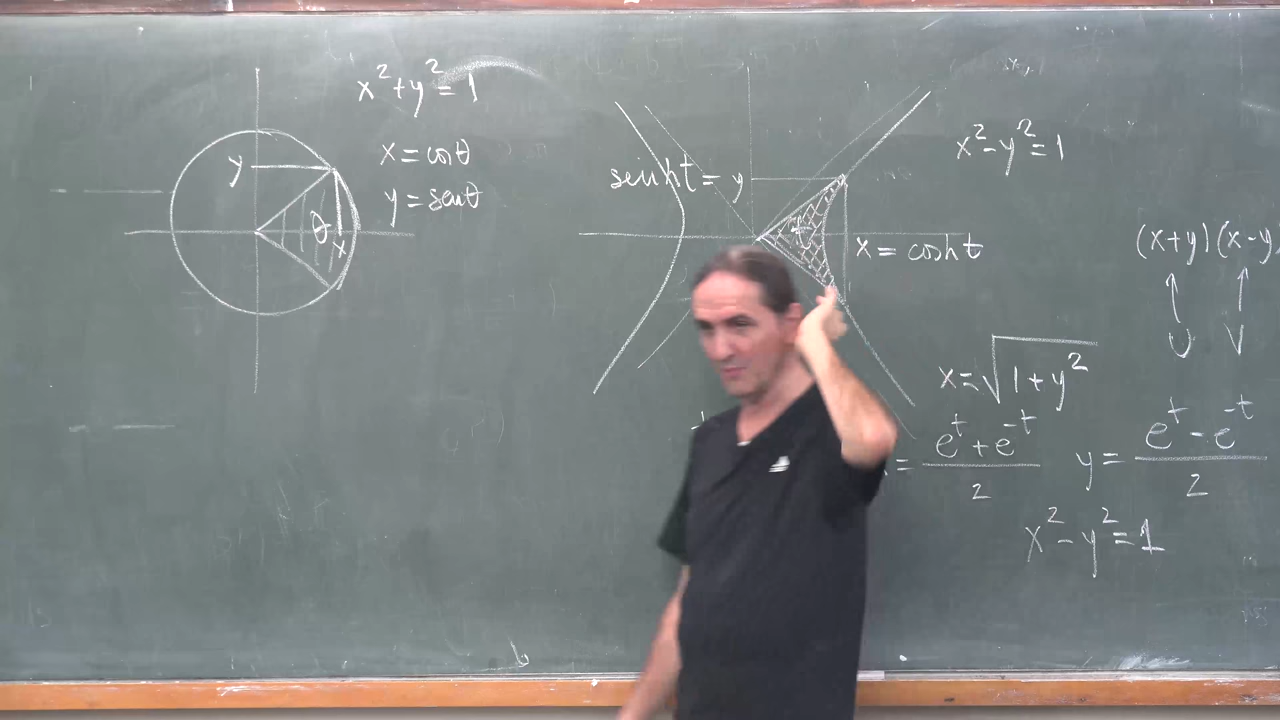 x²+y²=1
y
x=cosθ
y=senθ
θ
x
senht=y
t
x=cosht
x²-y²=1
(x+y)(x-y
U V
x=√1+y²
= e^t+e^-t / 2
y= e^t-e^-t / 2
x²-y²=1